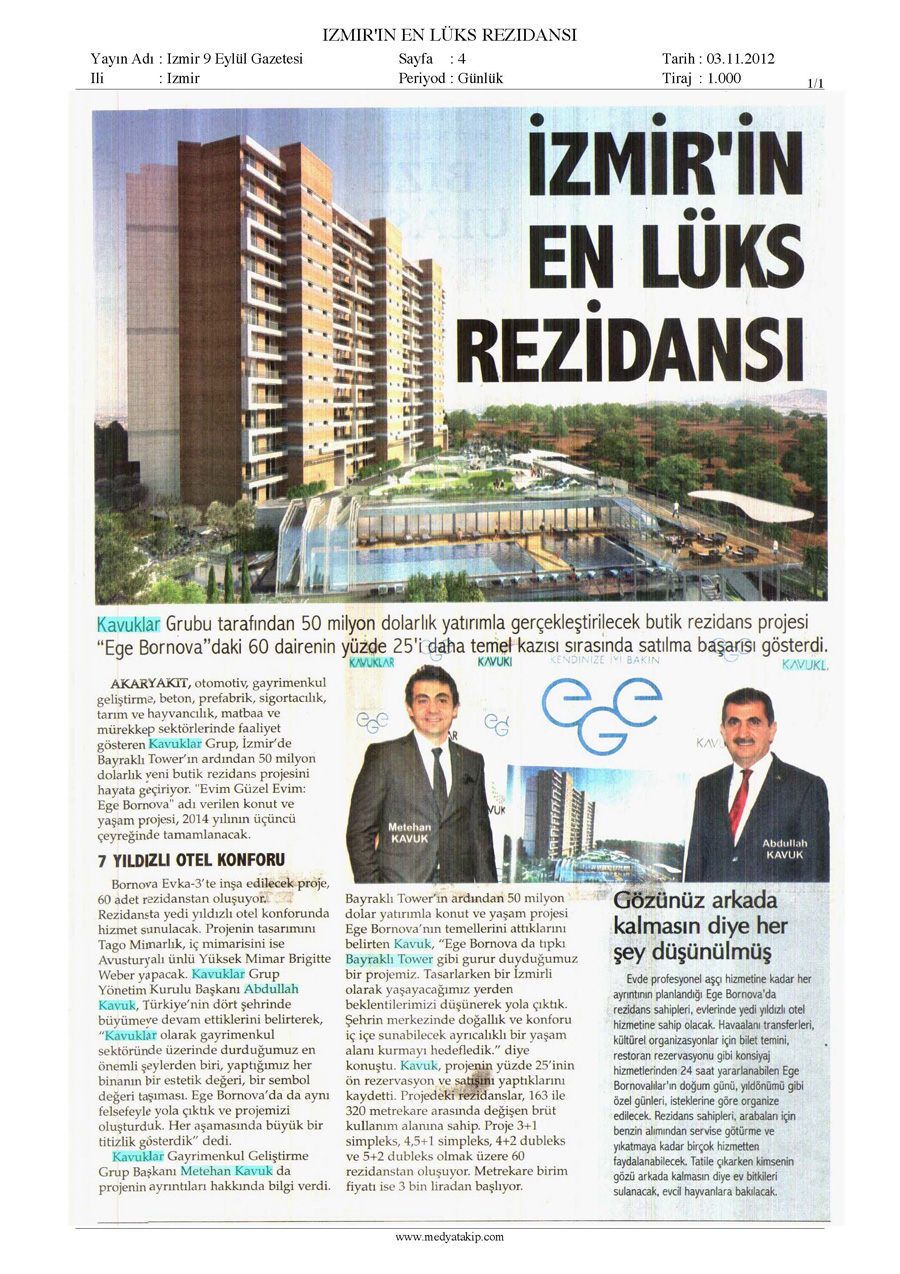 IZMIR'IN EN LÜKS REZIDANSI
Yayın Adı : Izmir 9 Eylül Gazetesi
Sayfa : 4
Tarih : 03.11.2012
Ili : Izmir
Periyod : Günlük
Tiraj : 1.000
1/1
İZMİR'İN
EN LÜKS
REZİDANSI
Kavuklar Grubu tarafından 50 milyon dolarlık yatırımla gerçekleştirilecek butik rezidans projesi
“Ege Bornova”daki 60 dairenin yüzde 25'i daha temel kazısı sırasında satılma başarısı gösterdi.
AKARYAKIT, otomotiv, gayrimenkul
geliştirme, beton, prefabrik, sigortacılık,
tarım ve hayvancılık, matbaa ve
mürekkep sektörlerinde faaliyet
gösteren Kavuklar Grup, İzmir’de
Bayraklı Tower’ın ardından 50 milyon
dolarlık yeni butik rezidans projesini
hayata geçiriyor. "Evim Güzel Evim:
Ege Bornova" adı verilen konut ve
yaşam projesi, 2014 yılının üçüncü
çeyreğinde tamamlanacak.
7 YILDIZLI OTEL KONFORU
Bornova Evka-3’te inşa edilecek proje,
60 adet rezidanstan oluşuyor.
Rezidansta yedi yıldızlı otel konforunda
hizmet sunulacak. Projenin tasarımını
Tago Mimarlık, iç mimarisini ise
Avusturyalı ünlü Yüksek Mimar Brigitte
Weber yapacak. Kavuklar Grup
Yönetim Kurulu Başkanı Abdullah
Kavuk, Türkiye’nin dört şehrinde
büyümeye devam ettiklerini belirterek,
“Kavuklar olarak gayrimenkul
sektöründe üzerinde durduğumuz en
önemli şeylerden biri, yaptığımız her
binanın bir estetik değeri, bir sembol
değeri taşıması. Ege Bornova’da da aynı
felsefeyle yola çıktık ve projemizi
oluşturduk. Her aşamasında büyük bir
titizlik gösterdik” dedi.
Kavuklar Gayrimenkul Geliştirme
Grup Başkanı Metehan Kavuk da
projenin ayrıntıları hakkında bilgi verdi.
KAVUKLAR
KAVUKI
KENDİNİZE İYİ BAKIN
KAVUKL
ege
ege
ege
AR
KAVU
VUK
Metehan
KAVUK
Abdullah
KAVUK
Bayraklı Tower’ın ardından 50 milyon
dolar yatırımla konut ve yaşam projesi
Ege Bornova’nın temellerini attıklarını
belirten Kavuk, “Ege Bornova da tıpkı
Bayraklı Tower gibi gurur duyduğumuz
bir projemiz. Tasarlarken bir İzmirli
olarak yaşayacağımız yerden
beklentilerimizi düşünerek yola çıktık.
Şehrin merkezinde doğallık ve konforu
iç içe sunabilecek ayrıcalıklı bir yaşam
alanı kurmayı hedefledik.” diye
konuştu. Kavuk, projenin yüzde 25’inin
ön rezervasyon ve satışını yaptıklarını
kaydetti. Projedeki rezidanslar, 163 ile
320 metrekare arasında değişen brüt
kullanım alanına sahip. Proje 3+1
simpleks, 4,5+1 simpleks, 4+2 dubleks
ve 5+2 dubleks olmak üzere 60
rezidanstan oluşuyor. Metrekare birim
fiyatı ise 3 bin liradan başlıyor.
Gözünüz arkada
kalmasın diye her
şey düşünülmüş
Evde profesyonel aşçı hizmetine kadar her
ayrıntının planlandığı Ege Bornova'da
rezidans sahipleri, evlerinde yedi yıldızlı otel
hizmetine sahip olacak. Havaalanı transferleri,
kültürel organizasyonlar için bilet temini,
restoran rezervasyonu gibi konsiyaj
hizmetlerinden 24 saat yararlanabilen Ege
Bornovalılar'ın doğum günü, yıldönümü gibi
özel günleri, isteklerine göre organize
edilecek. Rezidans sahipleri, arabaları için
benzin alımından servise götürme ve
yıkatmaya kadar birçok hizmetten
faydalanabilecek. Tatile çıkarken kimsenin
gözü arkada kalmasın diye ev bitkileri
sulanacak, evcil hayvanlara bakılacak.
www.medyatakip.com